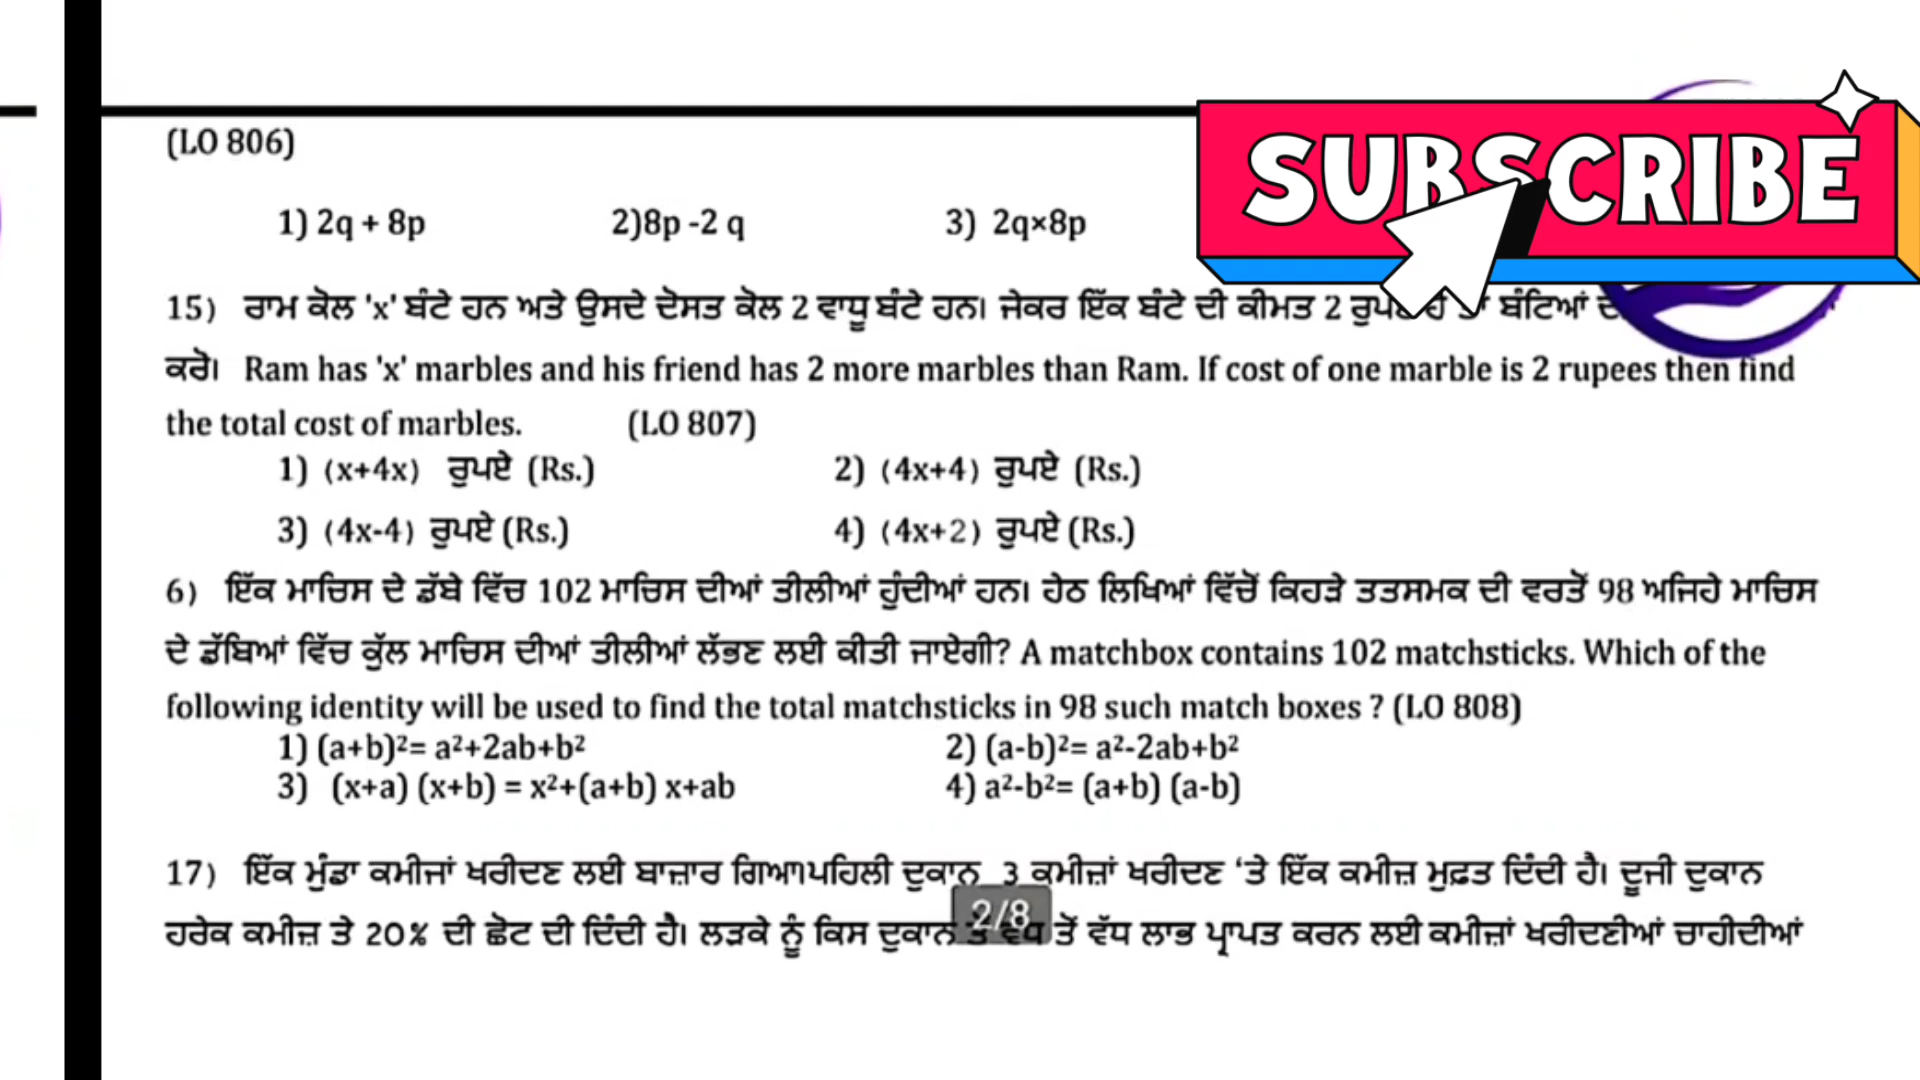 (LO 806)
SUBSCRIBE
1) 2q + 8p 2)8p -2 q 3) 2q×8p
15) ਰਾਮ ਕੋਲ 'x' ਬੰਟੇ ਹਨ ਅਤੇ ਉਸਦੇ ਦੋਸਤ ਕੋਲ 2 ਵਾਧੂ ਬੰਟੇ ਹਨ। ਜੇਕਰ ਇੱਕ ਬੰਟੇ ਦੀ ਕੀਮਤ 2 ਬੰਟਿਆਂ
ਕਰੋ। Ram has 'x' marbles and his friend has 2 more marbles than Ram. If cost of one marble is 2 rupees then find
the total cost of marbles. (LO 807)
1) (x+4x) ਰੁਪਏ (Rs.) 2) (4x+4) ਰੁਪਏ (Rs.)
3) (4x-4) ਰੁਪਏ (Rs.) 4) (4x+2) ਰੁਪਏ (Rs.)
6) ਇੱਕ ਮਾਚਿਸ ਦੇ ਡੱਬੇ ਵਿੱਚ 102 ਮਾਚਿਸ ਦੀਆਂ ਤੀਲੀਆਂ ਹੁੰਦੀਆਂ ਹਨ। ਹੇਠ ਲਿਖਿਆਂ ਵਿੱਚੋਂ ਕਿਹੜੇ ਤਤਸਮਕ ਦੀ ਵਰਤੋਂ 98 ਅਜਿਹੇ ਮਾਚਿਸ
ਦੇ ਡੱਬਿਆਂ ਵਿੱਚ ਕੁੱਲ ਮਾਚਿਸ ਦੀਆਂ ਤੀਲੀਆਂ ਲੱਭਣ ਲਈ ਕੀਤੀ ਜਾਏਗੀ? A matchbox contains 102 matchsticks. Which of the
following identity will be used to find the total matchsticks in 98 such match boxes ? (LO 808)
1) (a+b)²= a²+2ab+b² 2) (a-b)²= a²-2ab+b²
3) (x+a) (x+b) = x²+(a+b) x+ab 4) a²-b²= (a+b) (a-b)
17) ਇੱਕ ਮੁੰਡਾ ਕਮੀਜਾਂ ਖਰੀਦਣ ਲਈ ਬਾਜ਼ਾਰ ਗਿਆ।ਪਹਿਲੀ ਦੁਕਾਨ 3 ਕਮੀਜ਼ਾਂ ਖਰੀਦਣ ‘ਤੇ ਇੱਕ ਕਮੀਜ਼ ਮੁਫ਼ਤ ਦਿੰਦੀ ਹੈ। ਦੂਜੀ ਦੁਕਾਨ
ਹਰੇਕ ਕਮੀਜ਼ ਤੇ 20% ਦੀ ਛੋਟ ਦੀ ਦਿੰਦੀ ਹੈ। ਲੜਕੇ ਨੂੰ ਕਿਸ ਦੁਕਾਨ ਤੋਂ ਵੱਧ ਲਾਭ ਪ੍ਰਾਪਤ ਕਰਨ ਲਈ ਕਮੀਜ਼ਾਂ ਖਰੀਦਣੀਆਂ ਚਾਹੀਦੀਆਂ
2/8